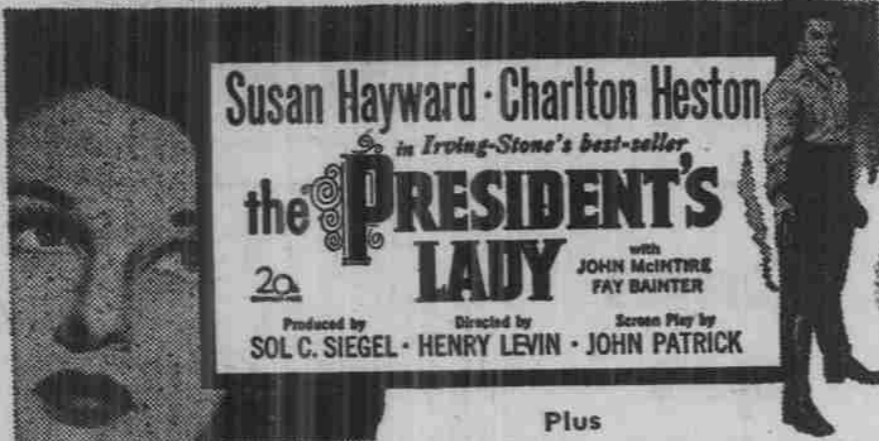 Susan Hayward · Charlton Heston
in Irving-Stone's best-seller
the PRESIDENT'S
LADY
with
JOHN McINTIRE
FAY BAINTER
20
Produced by Directed by Screen Play by
SOL C. SIEGEL · HENRY LEVIN · JOHN PATRICK
Plus